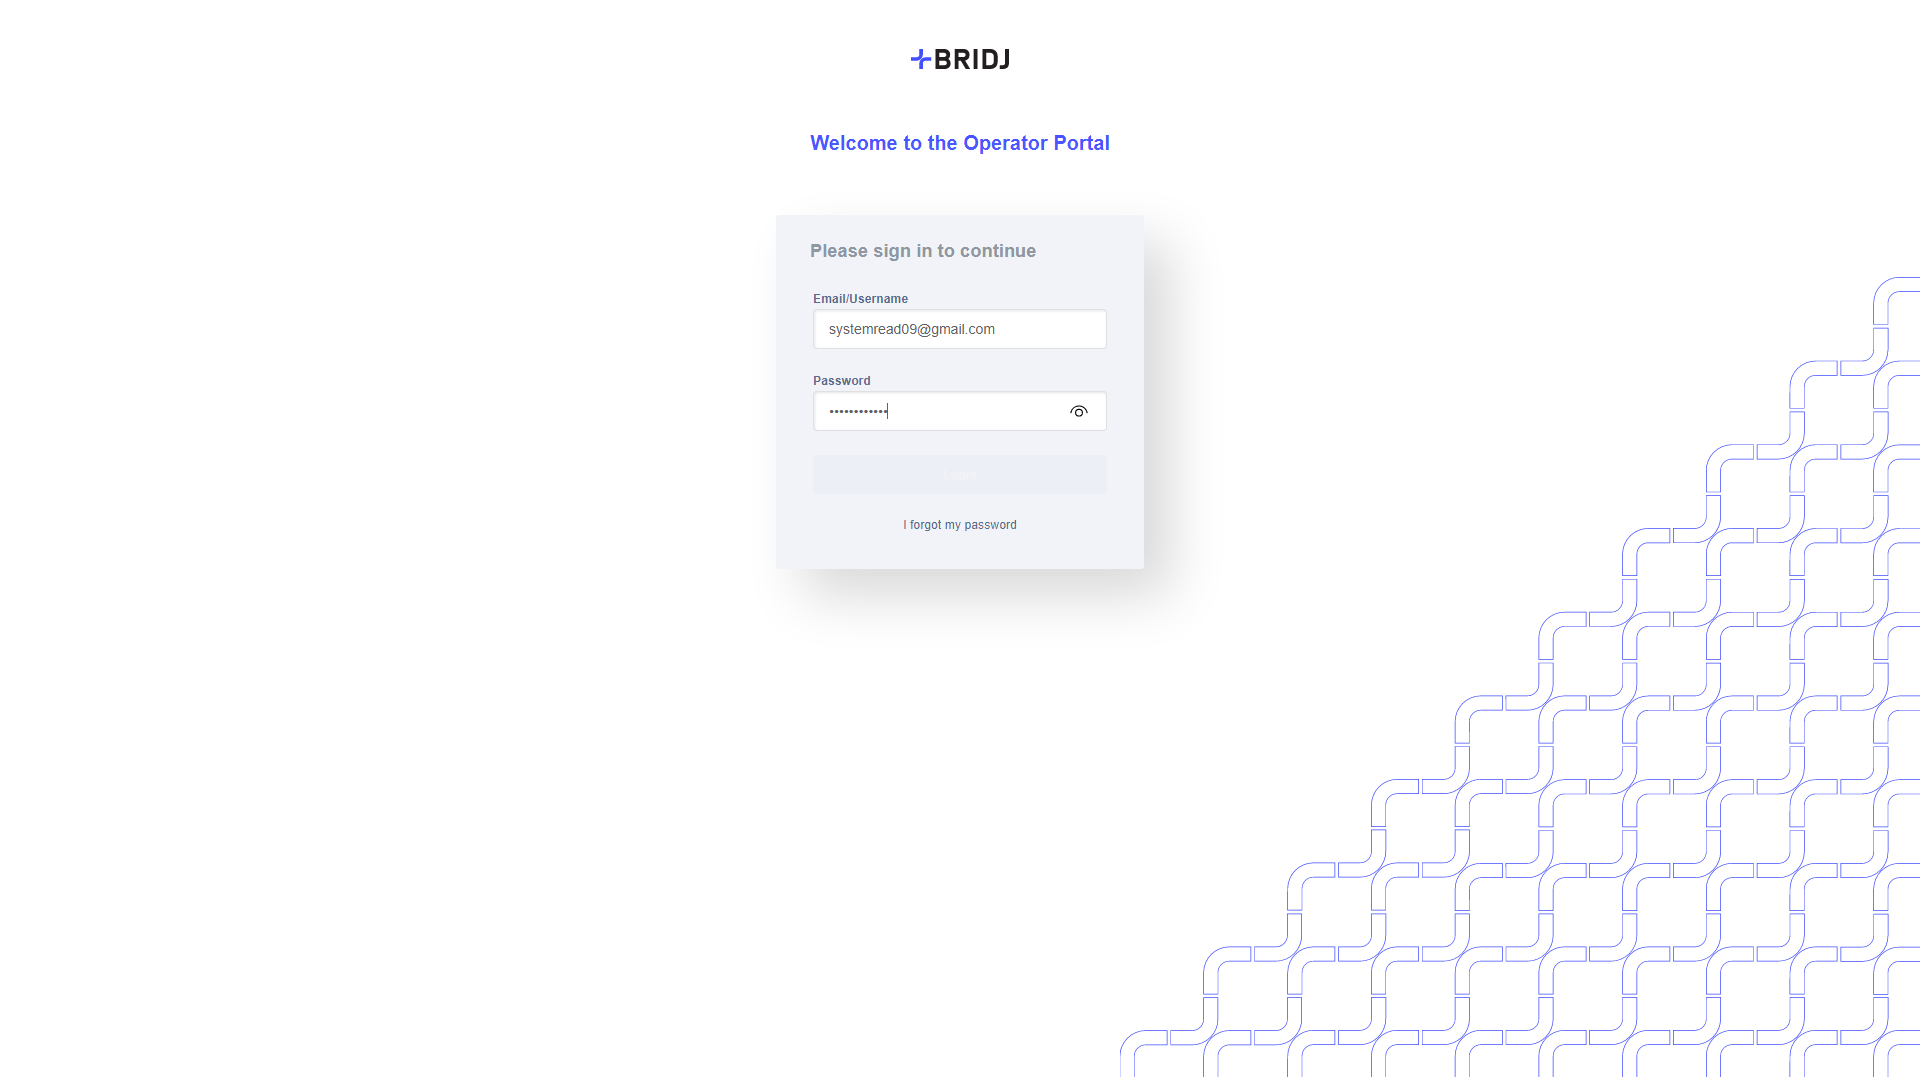 BRIDJ
Welcome to the Operator Portal
Please sign in to continue
Email/Username
systemread09@gmail.com
Password
••••••••••••
I forgot my password